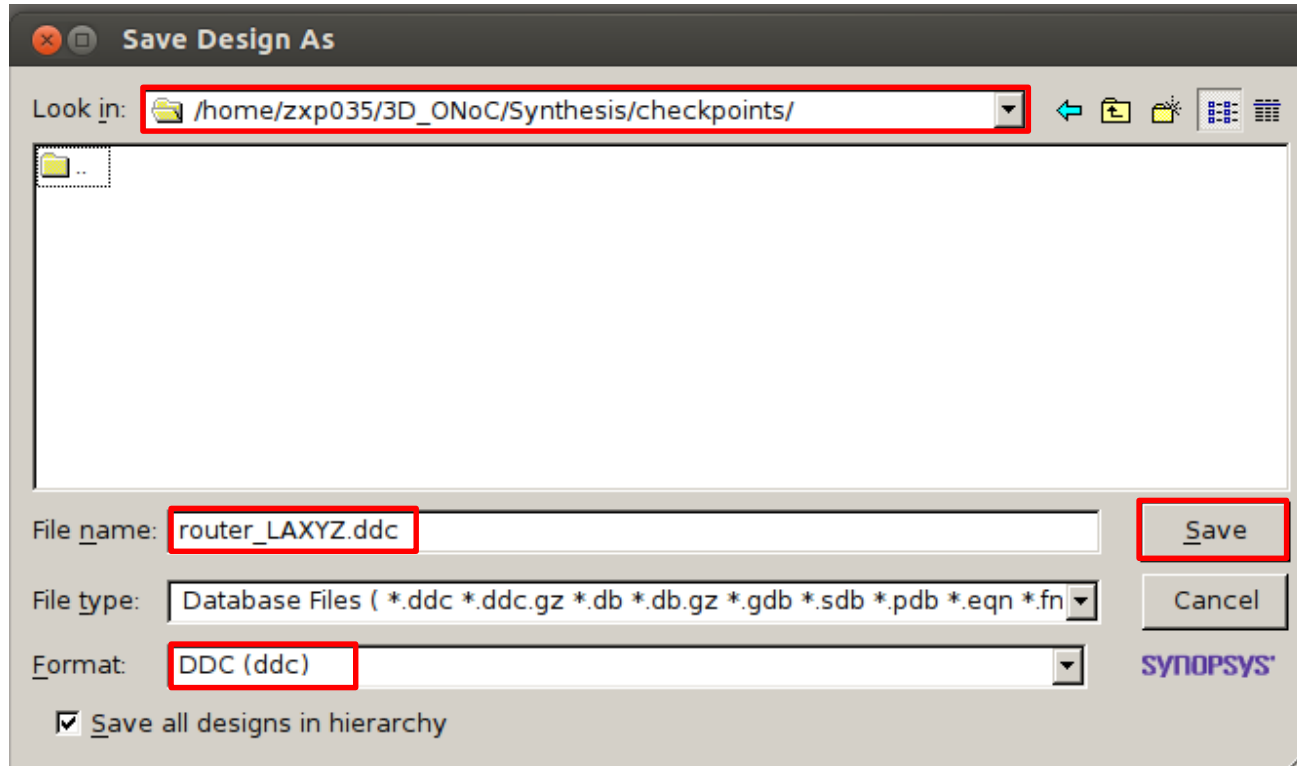 Save Design As
Look in: /home/zxp035/3D_ONoC/Synthesis/checkpoints/
..
File name: router_LAXYZ.ddc Save
File type: Database Files ( *.ddc *.ddc.gz *.db *.db.gz *.gdb *.sdb *.pdb *.eqn *.fn Cancel
Format: DDC (ddc) SYNOPSYS
Save all designs in hierarchy